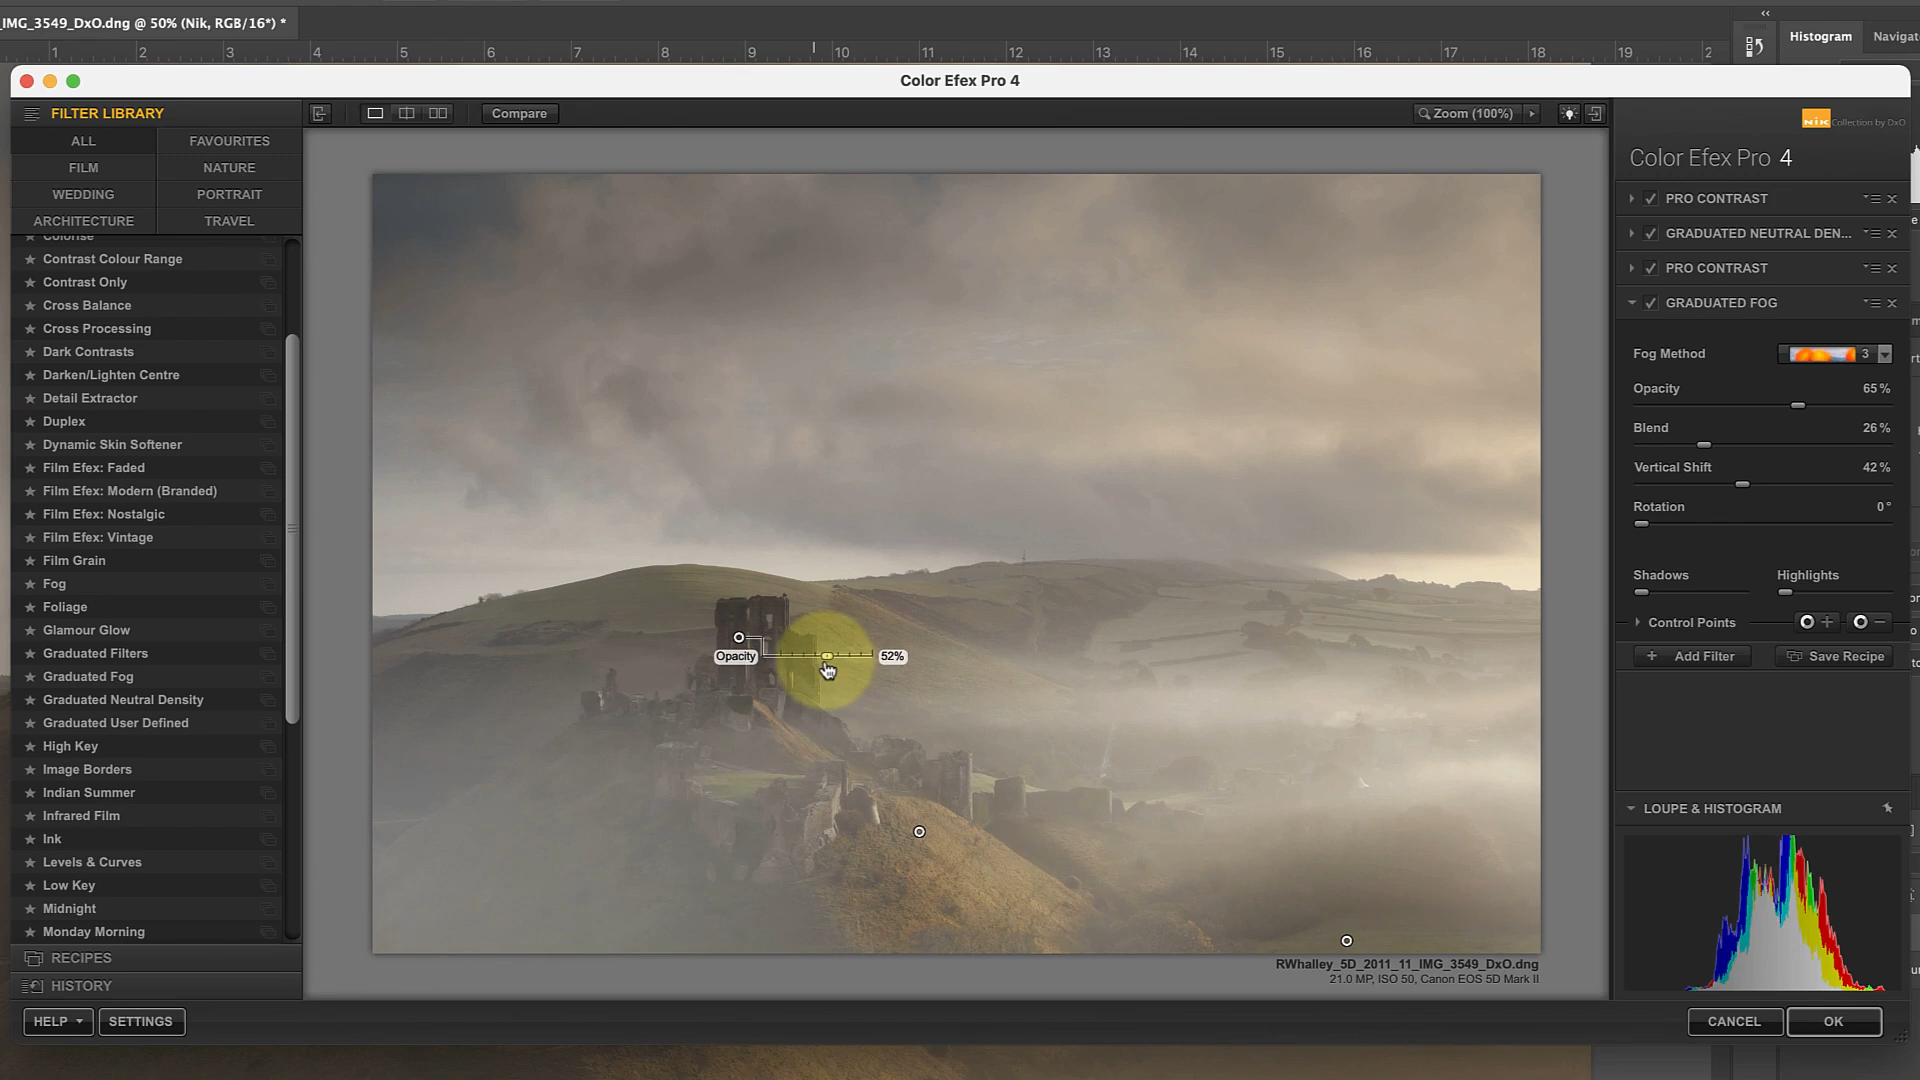 _IMG_3549_DxO.dng @ 50% (Nik, RGB/16*) *
Histogram
1 2 3 4 5 6 7 8 9 10 11 12 13 14 15 16 17 18 19
Color Efex Pro 4
FILTER LIBRARY
Compare
Zoom (100%)
ALL
FAVOURITES
FILM
NATURE
WEDDING
PORTRAIT
ARCHITECTURE
TRAVEL
Colorise
Contrast Colour Range
Contrast Only
Cross Balance
Cross Processing
Dark Contrasts
Darken/Lighten Centre
Detail Extractor
Duplex
Dynamic Skin Softener
Film Efex: Faded
Film Efex: Modern (Branded)
Film Efex: Nostalgic
Film Efex: Vintage
Film Grain
Fog
Foliage
Glamour Glow
Graduated Filters
Graduated Fog
Graduated Neutral Density
Graduated User Defined
High Key
Image Borders
Indian Summer
Infrared Film
Ink
Levels & Curves
Low Key
Midnight
Monday Morning
RECIPES
HISTORY
HELP
SETTINGS
Opacity
52%
RWhalley_5D_2011_11_IMG_3549_DxO.dng
21.0 MP, ISO 50, Canon EOS 5D Mark II
NiK Collection by DxO
Color Efex Pro 4
PRO CONTRAST
GRADUATED NEUTRAL DEN...
PRO CONTRAST
GRADUATED FOG
Fog Method
3
Opacity
65%
Blend
26%
Vertical Shift
42%
Rotation
0°
Shadows
Highlights
Control Points
Add Filter
Save Recipe
LOUPE & HISTOGRAM
CANCEL
OK